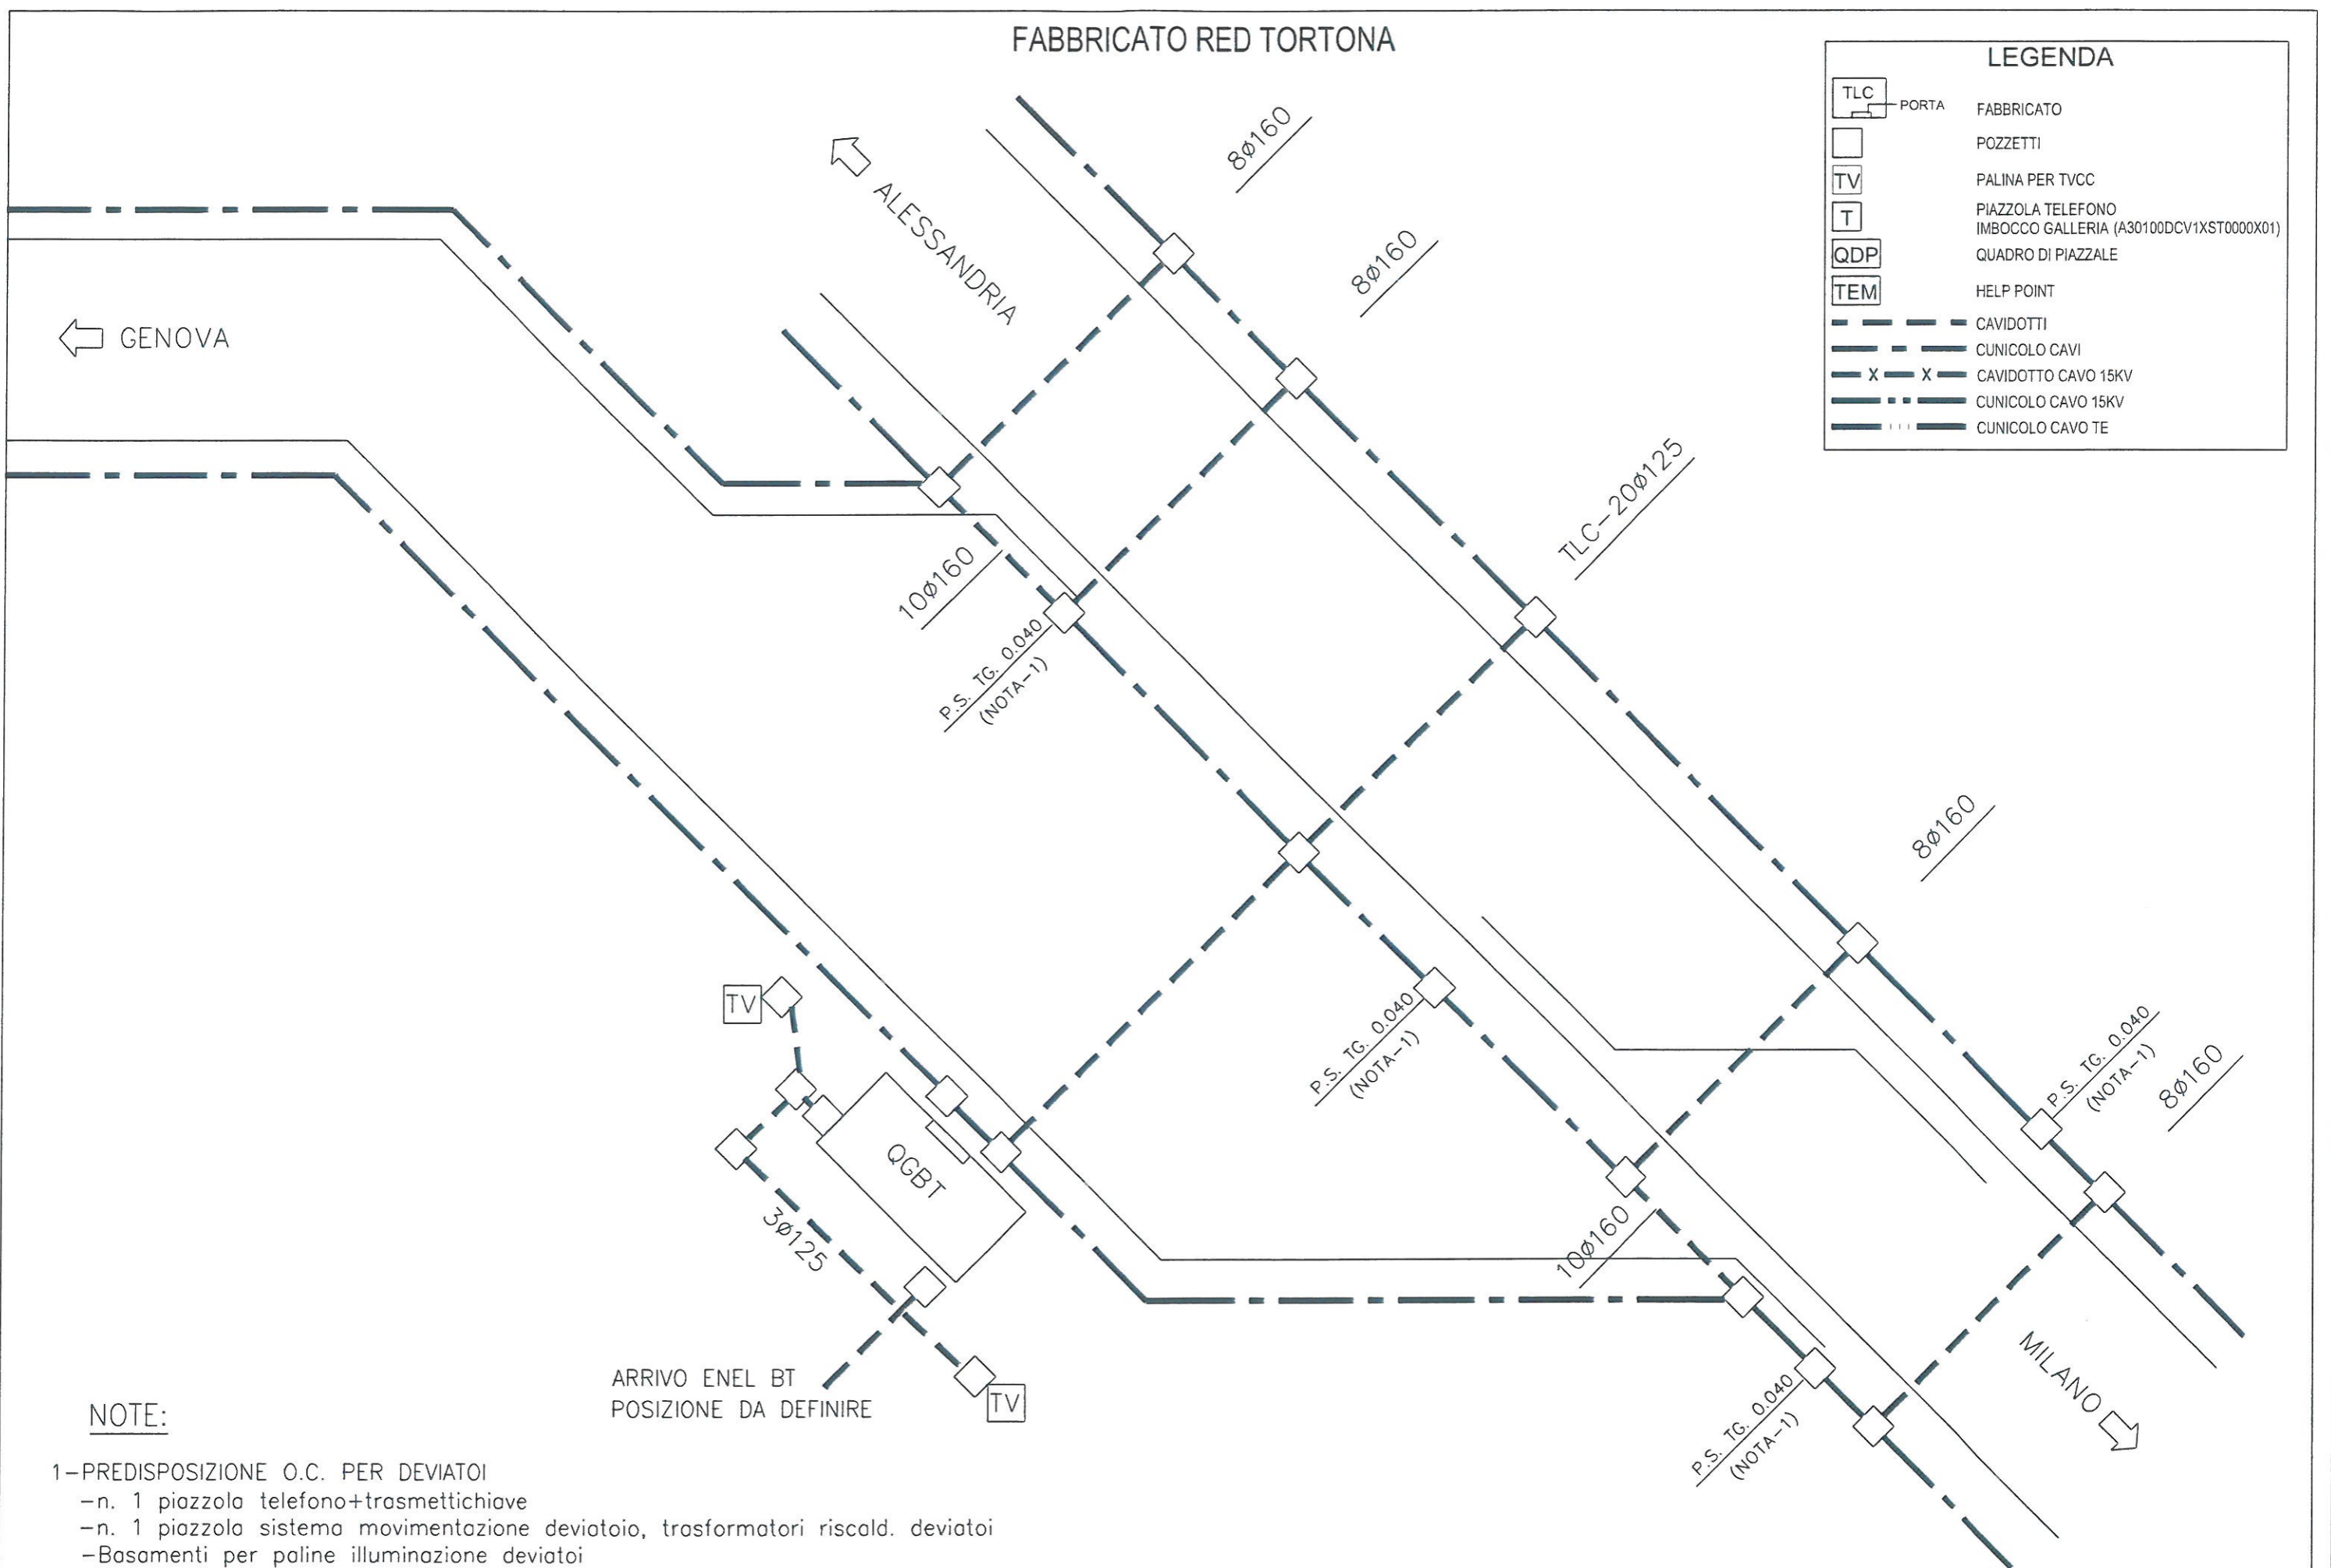 FABBRICATO RED TORTONA
LEGENDA
TLC
PORTA
FABBRICATO
POZZETTI
TV
PALINA PER TVCC
T
PIAZZOLA TELEFONO
IMBOCCO GALLERIA (A30100DCV1XST0000X01)
QDP
QUADRO DI PIAZZALE
TEM
HELP POINT
CAVIDOTTI
CUNICOLO CAVI
X X
CAVIDOTTO CAVO 15KV
CUNICOLO CAVO 15KV
CUNICOLO CAVO TE
8ø160
ALESSANDRIA
8ø160
GENOVA
TLC-20ø125
10ø160
P.S. TG. 0.040
(NOTA-1)
8ø160
P.S. TG. 0.040
(NOTA-1)
P.S. TG. 0.040
(NOTA-1)
8ø160
TV
QGBT
3ø125
10ø160
MILANO
ARRIVO ENEL BT
POSIZIONE DA DEFINIRE
TV
P.S. TG. 0.040
(NOTA-1)
NOTE:
1-PREDISPOSIZIONE O.C. PER DEVIATOI
-n. 1 piazzola telefono+trasmettichiave
-n. 1 piazzola sistema movimentazione deviatoio, trasformatori riscald. deviatoi
-Basamenti per paline illuminazione deviatoi